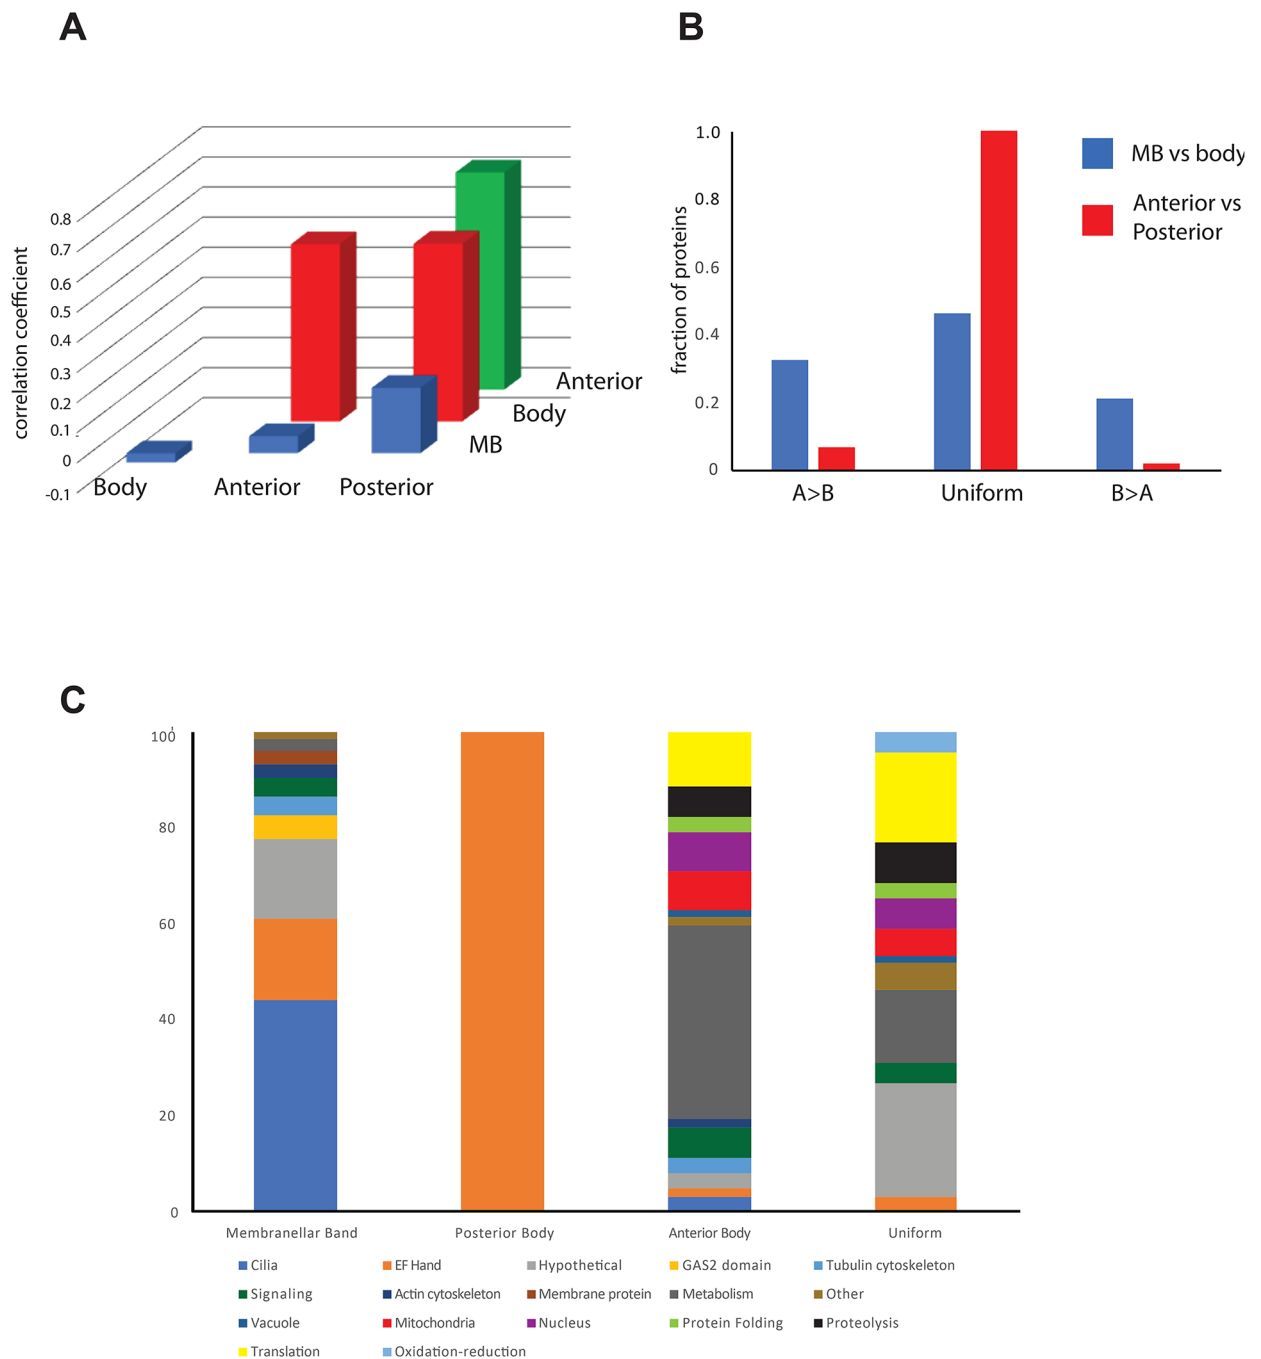 A
B
0.8
0.7
0.6
0.5
0.4
0.3
0.2
0.1
0
-0.1
correlation coefficient
Anterior
Body
MB
Body Anterior Posterior
1.0
0.8
0.6
0.4
0.2
0
fraction of proteins
MB vs body
Anterior vs
Posterior
A>B Uniform B>A
C
100
80
60
40
20
0
Membranellar Band Posterior Body Anterior Body Uniform
Cilia EF Hand Hypothetical GAS2 domain Tubulin cytoskeleton
Signaling Actin cytoskeleton Membrane protein Metabolism Other
Vacuole Mitochondria Nucleus Protein Folding Proteolysis
Translation Oxidation-reduction